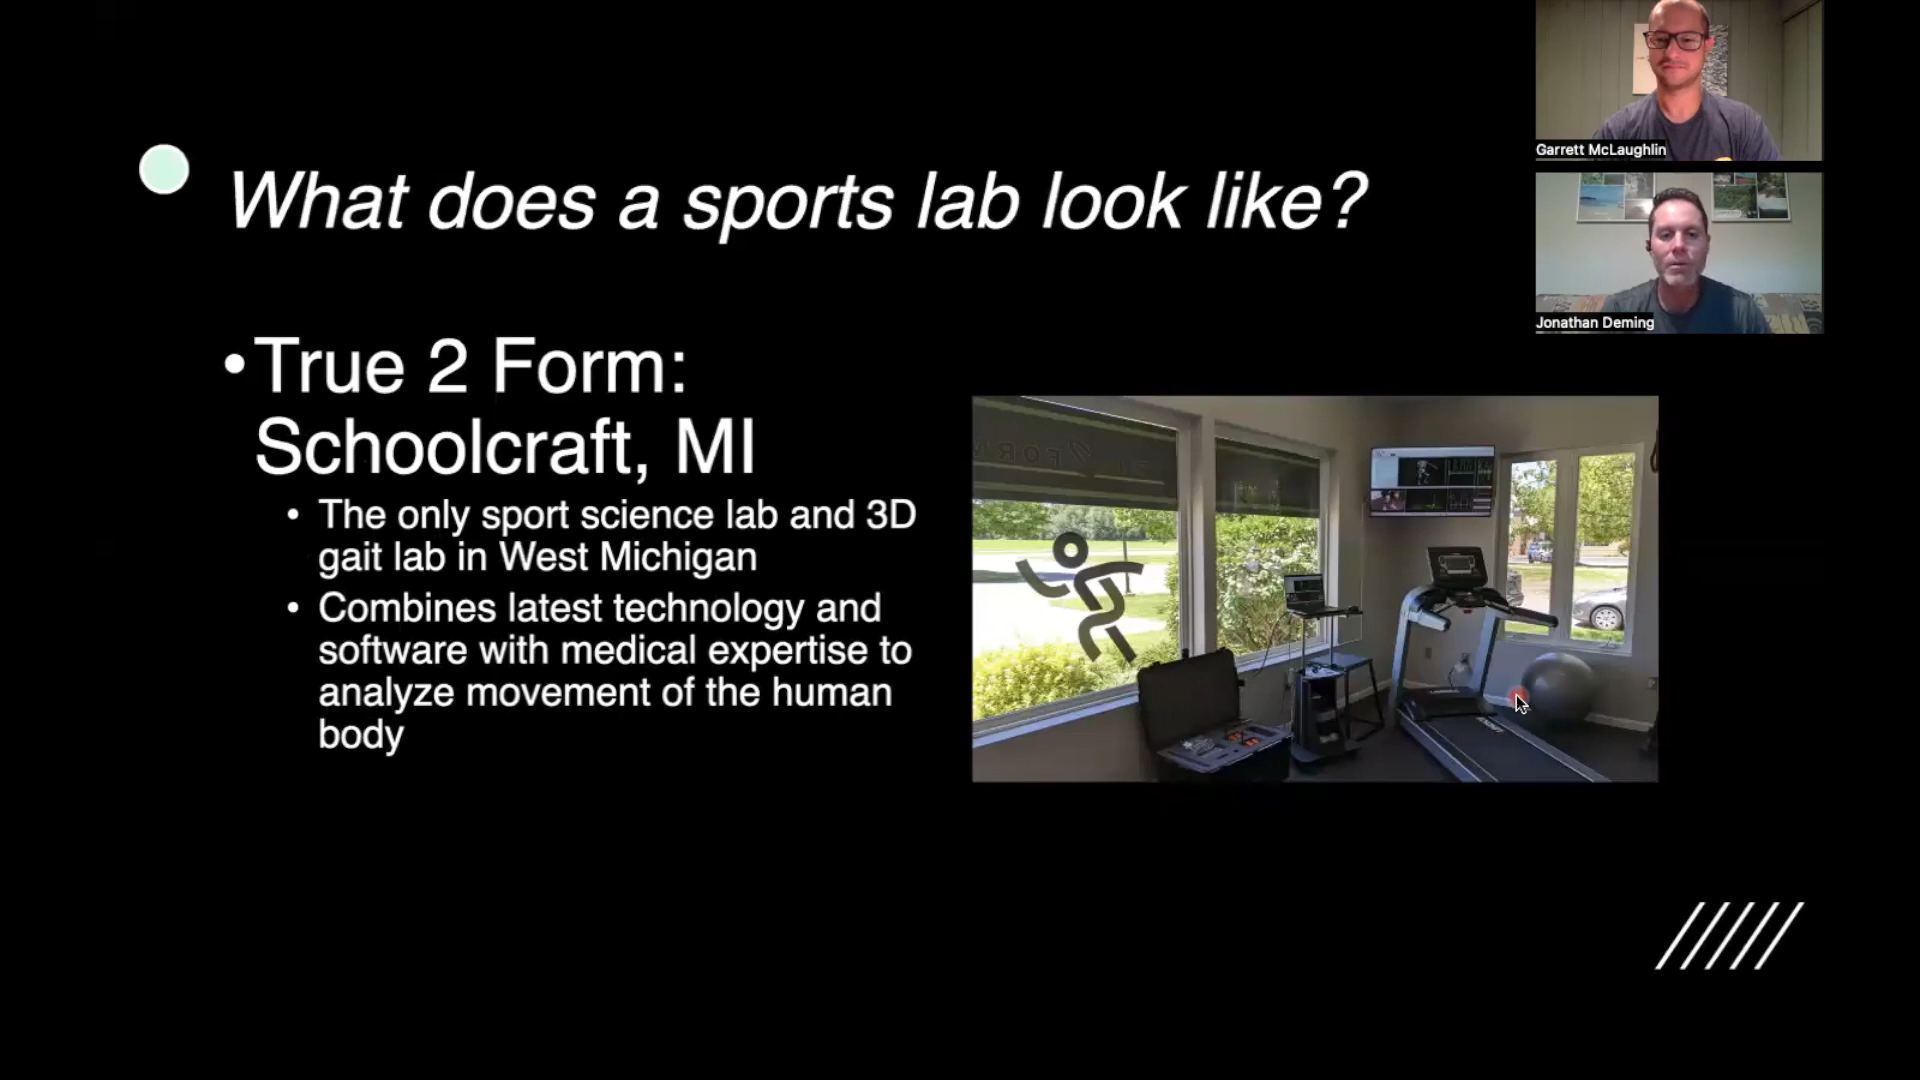 Garrett McLaughlin
What does a sports lab look like?
Jonathan Deming
•True 2 Form:
Schoolcraft, MI
• The only sport science lab and 3D
gait lab in West Michigan
• Combines latest technology and
software with medical expertise to
analyze movement of the human
body